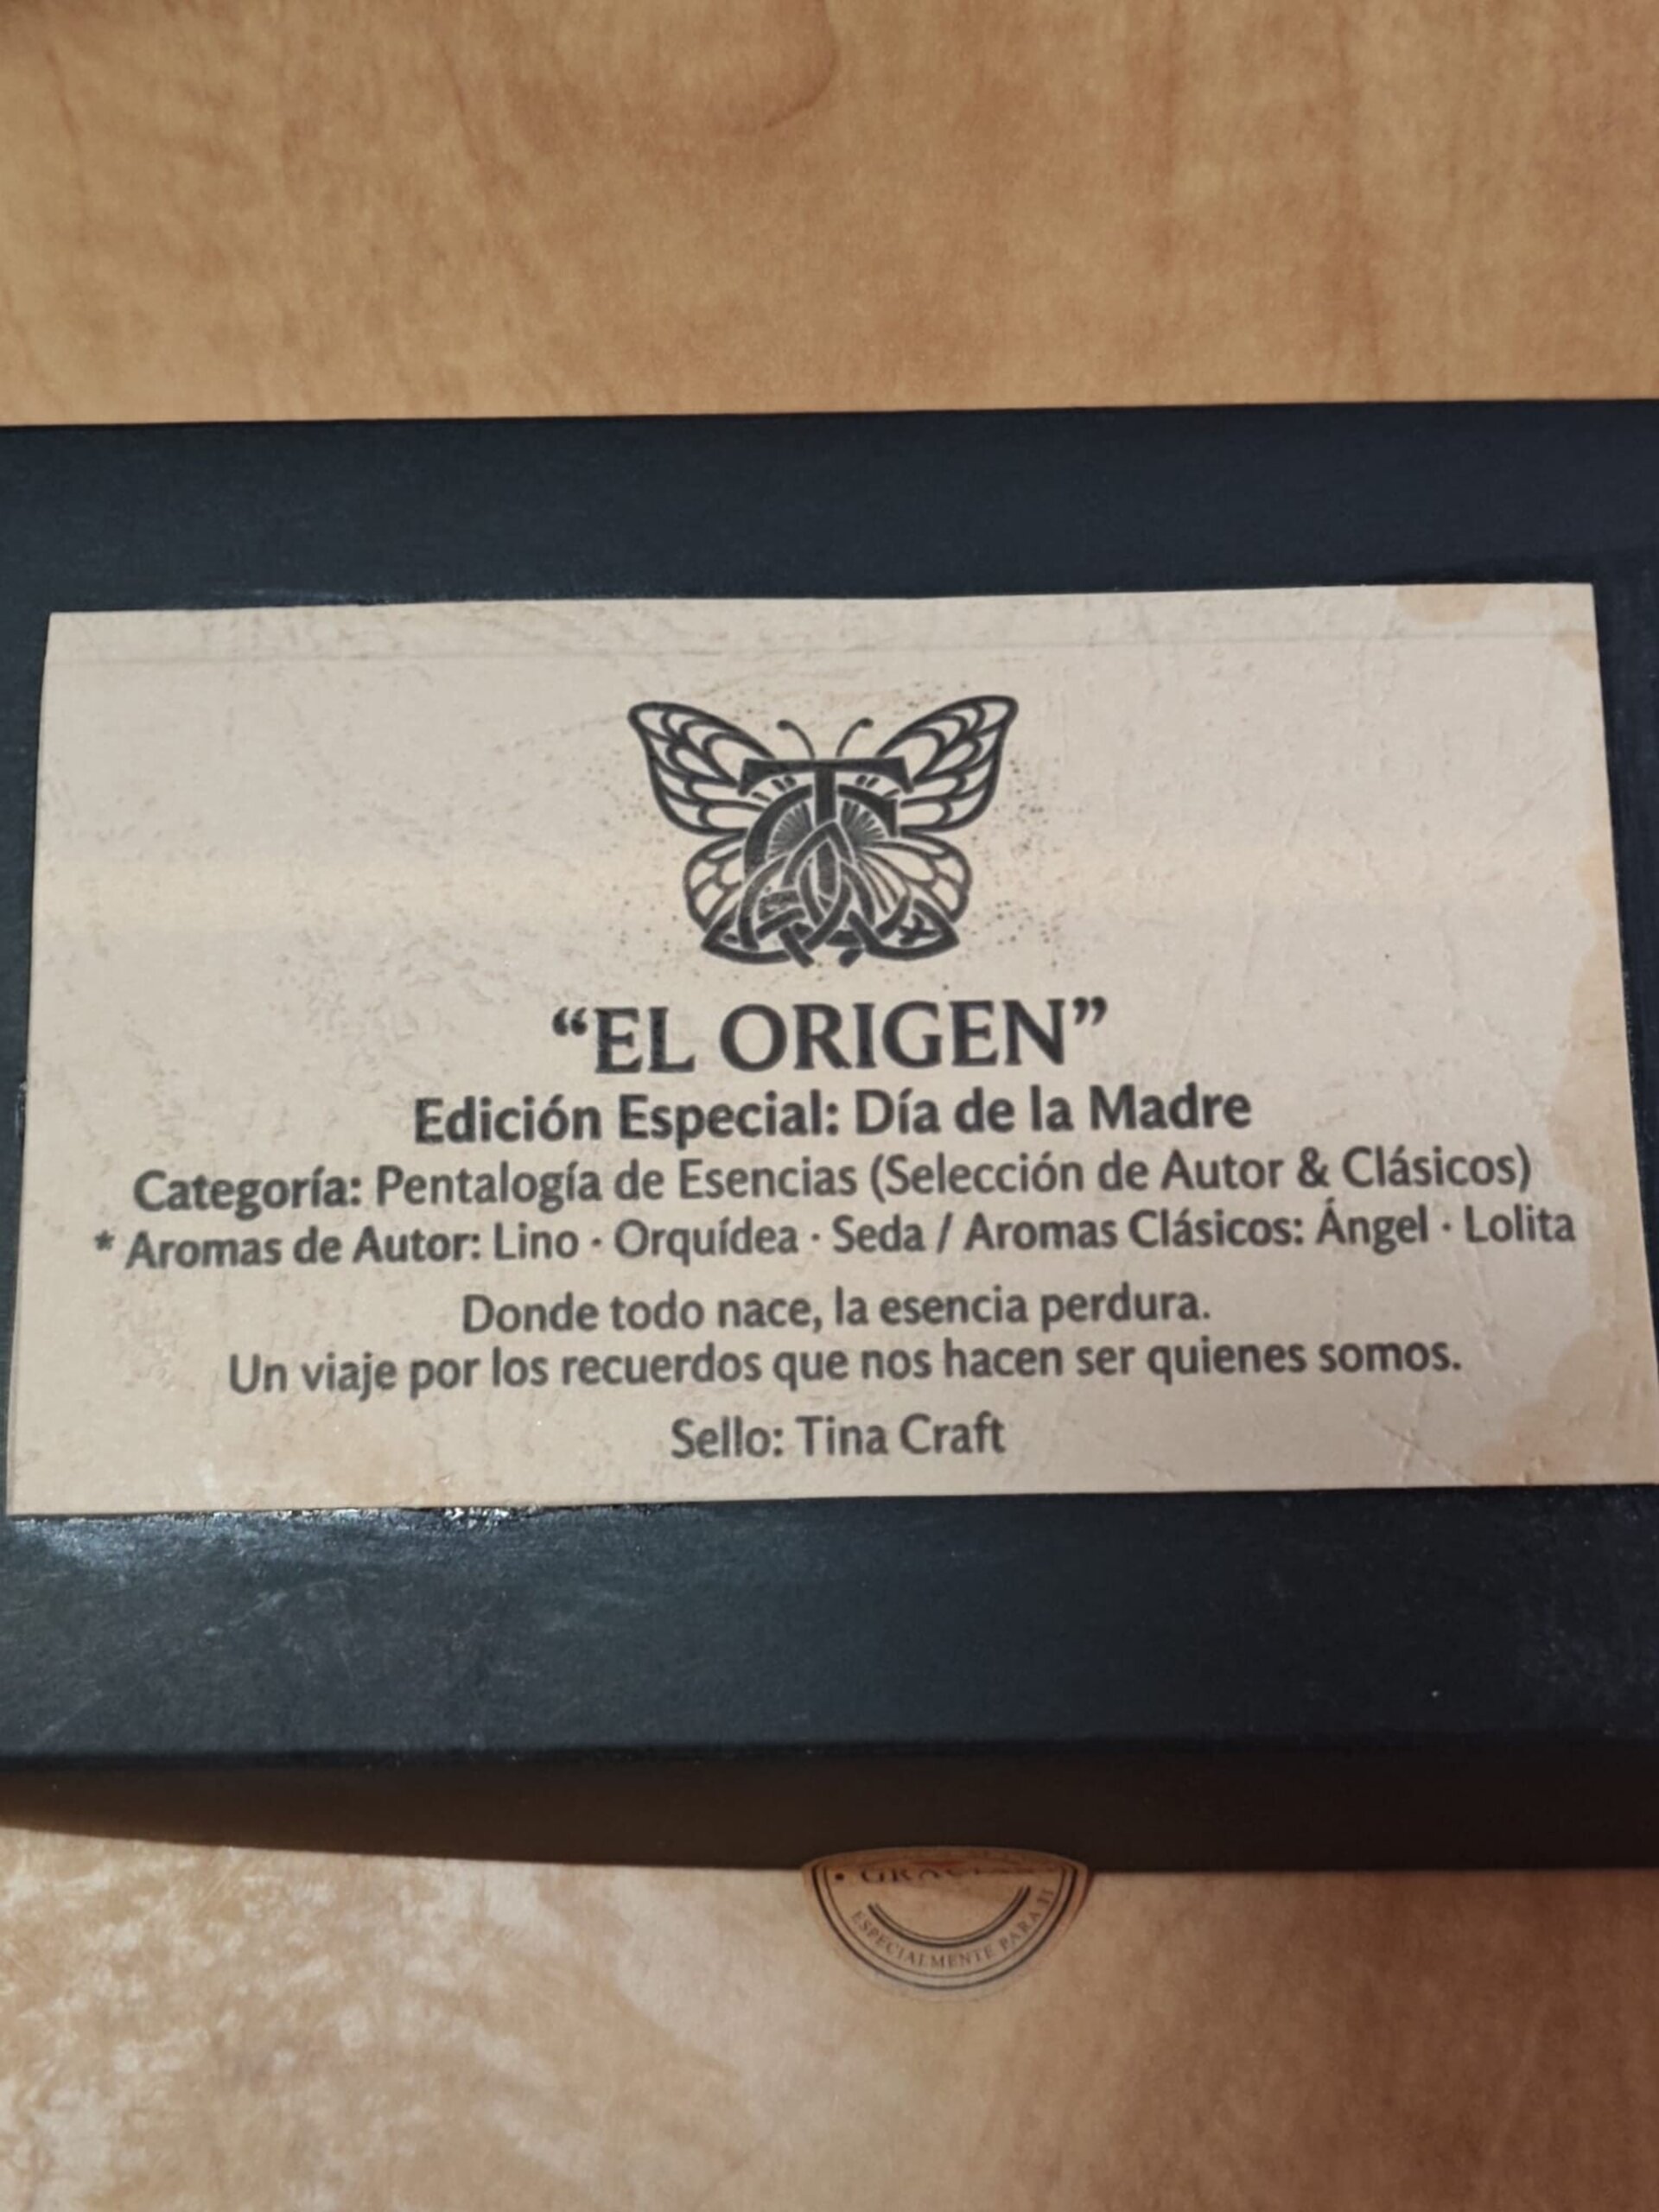 TC
“EL ORIGEN”
Edición Especial: Día de la Madre
Categoría: Pentalogía de Esencias (Selección de Autor & Clásicos)
* Aromas de Autor: Lino · Orquídea · Seda / Aromas Clásicos: Ángel · Lolita
Donde todo nace, la esencia perdura.
Un viaje por los recuerdos que nos hacen ser quienes somos.
Sello: Tina Craft
ESPECIALMENTE PARA TI